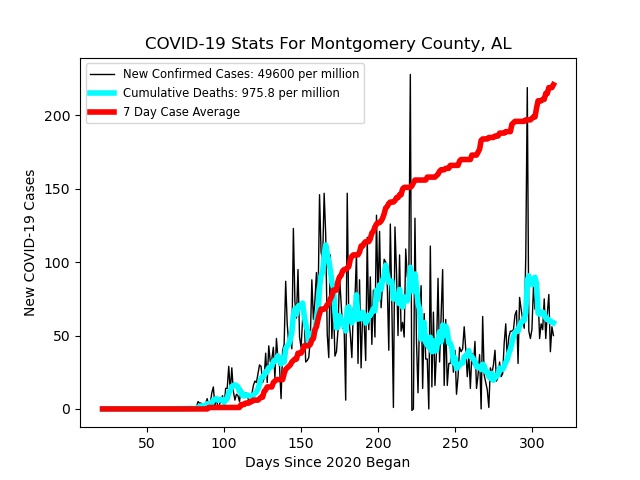 COVID-19 Stats For Montgomery County, AL
New Confirmed Cases: 49600 per million
Cumulative Deaths: 975.8 per million
7 Day Case Average
New COVID-19 Cases
200
150
100
50
0
50 100 150 200 250 300
Days Since 2020 Began